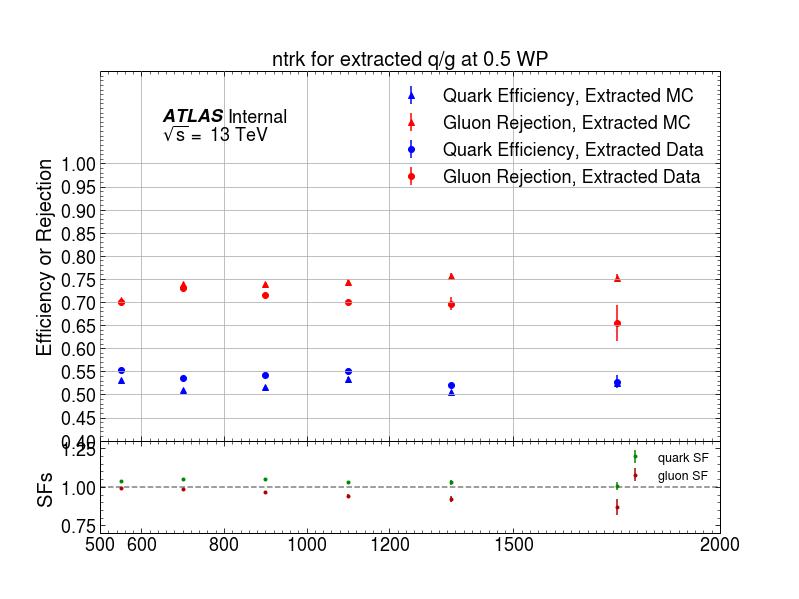 ntrk for extracted q/g at 0.5 WP
ATLAS Internal
√s = 13 TeV
Quark Efficiency, Extracted MC
Gluon Rejection, Extracted MC
Quark Efficiency, Extracted Data
Gluon Rejection, Extracted Data
Efficiency or Rejection
1.00
0.95
0.90
0.85
0.80
0.75
0.70
0.65
0.60
0.55
0.50
0.45
0.40
SFs
1.25
1.00
0.75
quark SF
gluon SF
500 600 800 1000 1200 1500 2000